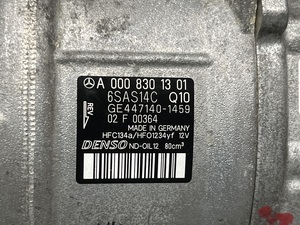 A 000 830 13 01
6SAS14C Q10
REV
GE447140-1459
02 F 00364
MADE IN GERMANY
HFC134a/HFO1234yf 12V
DENSO ND-OIL12 80cm³